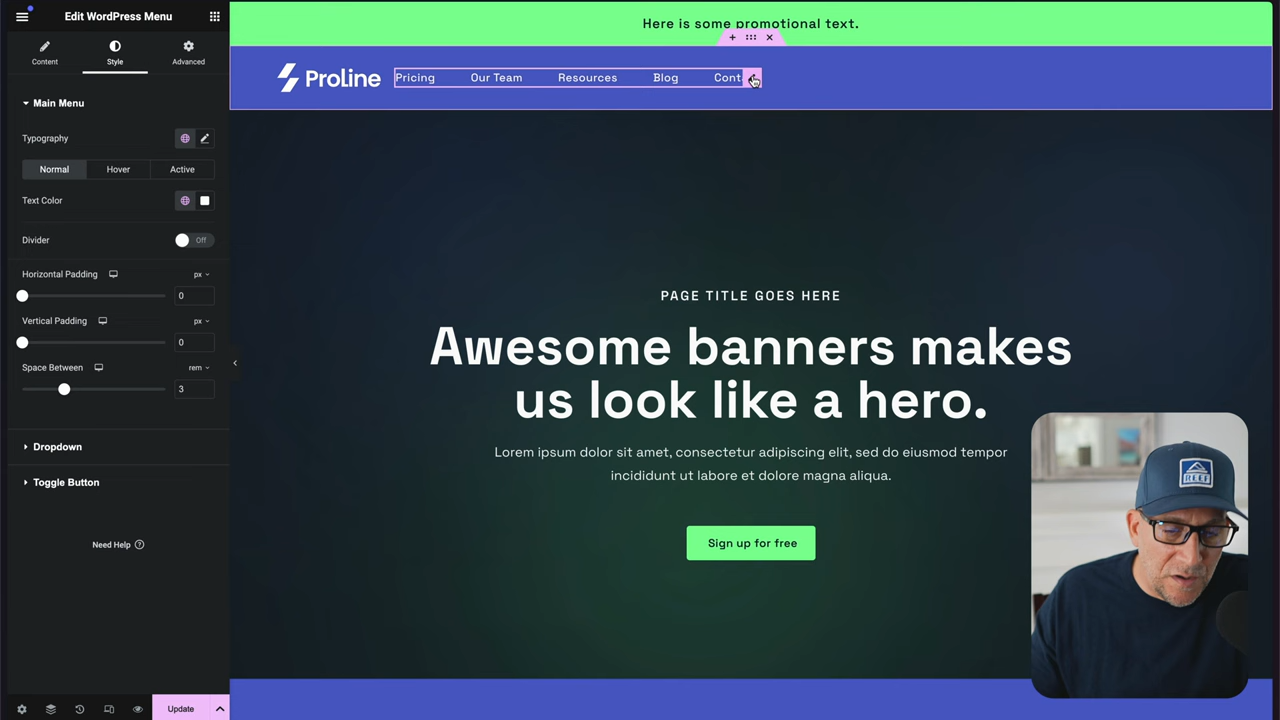 Edit WordPress Menu
Content
Style
Advanced
Main Menu
Typography
Normal
Hover
Active
Text Color
Divider
Off
Horizontal Padding
px
0
Vertical Padding
px
0
Space Between
rem
3
Dropdown
Toggle Button
Need Help
Update
Here is some promotional text.
ProLine
Pricing
Our Team
Resources
Blog
Cont
PAGE TITLE GOES HERE
Awesome banners makes
us look like a hero.
Lorem ipsum dolor sit amet, consectetur adipiscing elit, sed do eiusmod tempor
incididunt ut labore et dolore magna aliqua.
Sign up for free
REEF